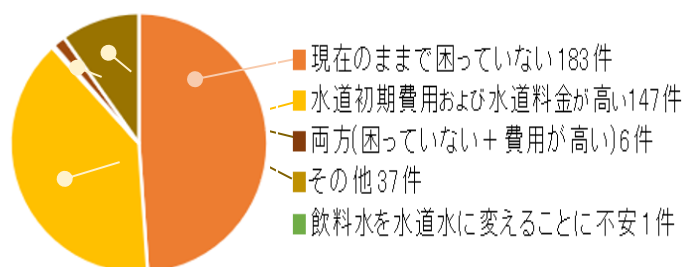 現在のままで困っていない183件
水道初期費用および水道料金が高い147件
両方(困っていない＋費用が高い)6件
その他37件
飲料水を水道水に変えることに不安1件